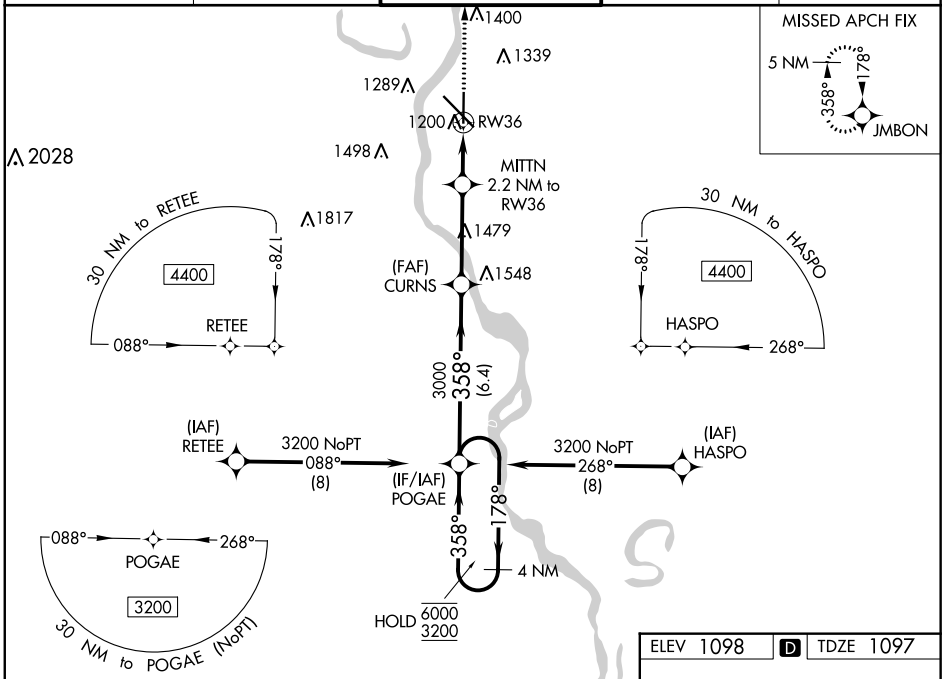 1400
1339
1289
1200
RW36
MISSED APCH FIX
5 NM
358°
178°
JMBON
2028
1498
MITTN
2.2 NM to
RW36
1817
1479
(FAF)
CURNS
1548
30 NM to RETEE
178°
4400
RETEE
088°
30 NM to HASPO
178°
4400
HASPO
268°
3000
358°
(6.4)
(IAF)
RETEE
3200 NoPT
088°
(8)
(IF/IAF)
POGAE
3200 NoPT
268°
(8)
(IAF)
HASPO
358°
178°
4 NM
HOLD
6000
3200
088°
268°
POGAE
3200
30 NM to POGAE (NoPT)
ELEV 1098 D TDZE 1097